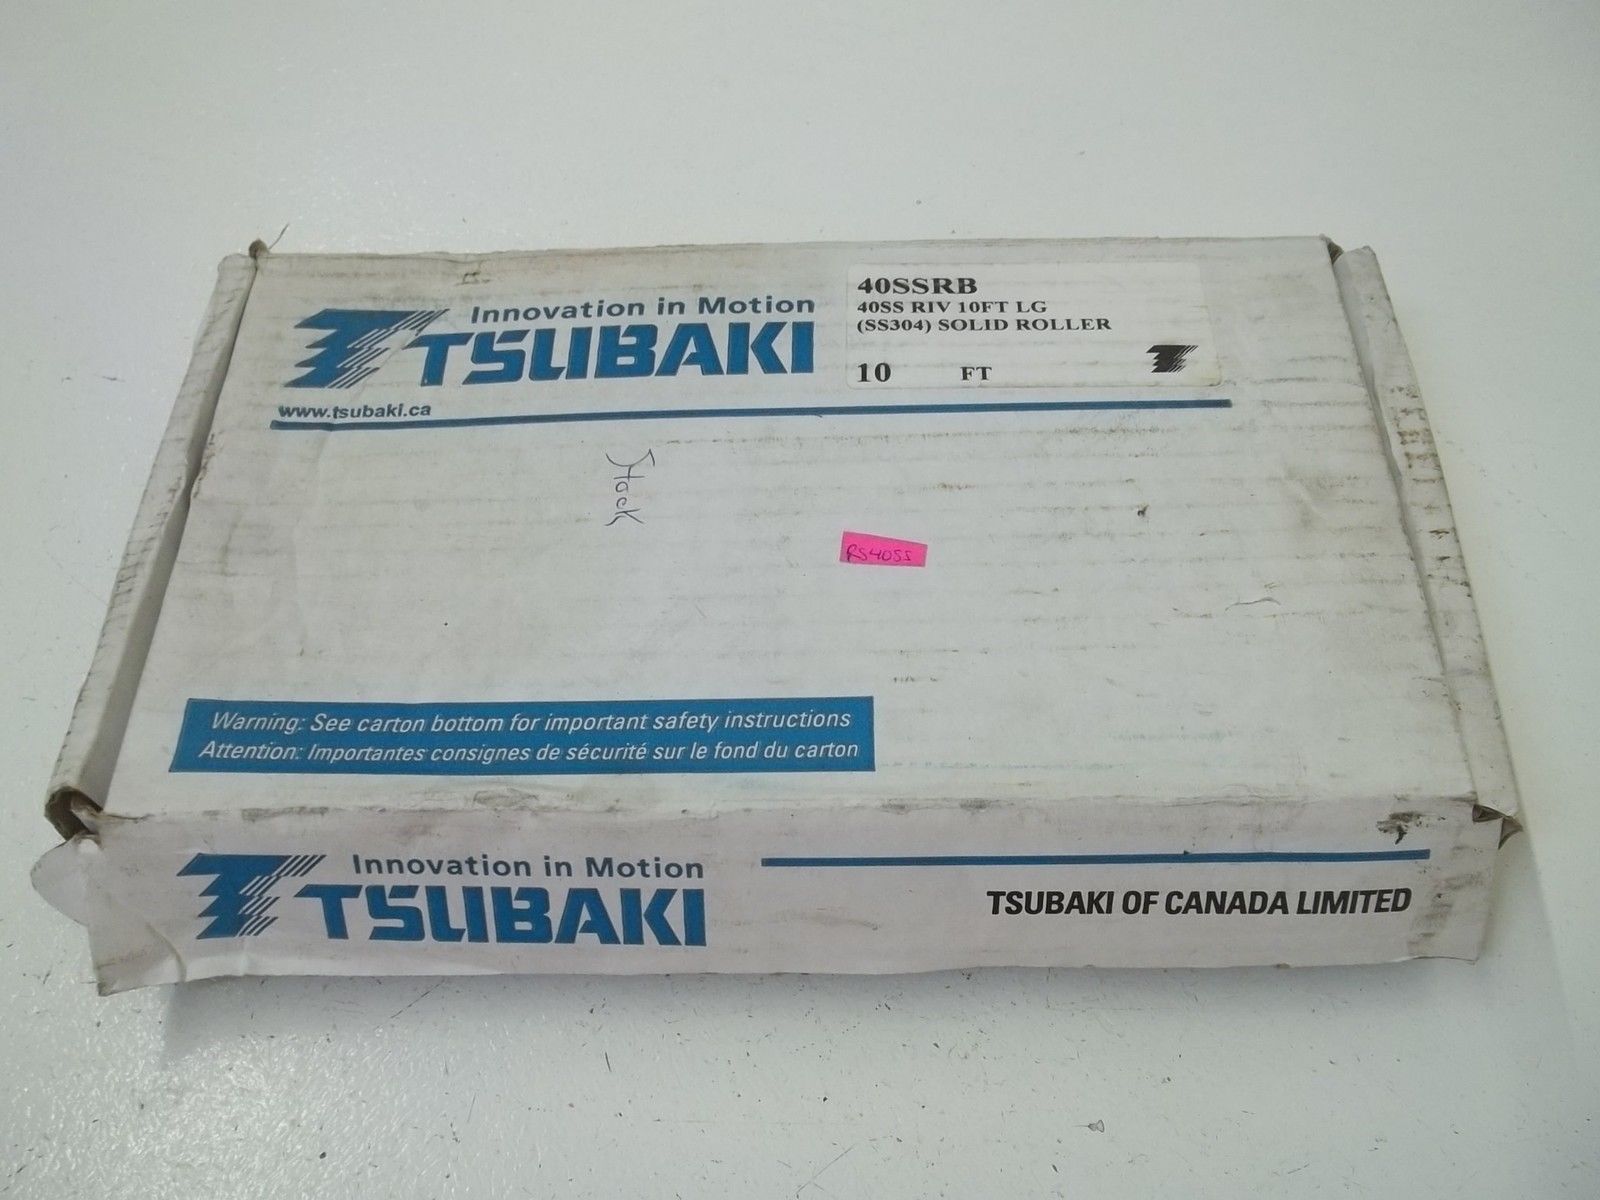 Innovation in Motion
TSUBAKI
www.tsubaki.ca
40SSRB
40SS RIV 10FT LG
(SS304) SOLID ROLLER
10 FT
Stock
RS40SS
Warning: See carton bottom for important safety instructions
Attention: Importantes consignes de sécurité sur le fond du carton
Innovation in Motion
TSUBAKI
TSUBAKI OF CANADA LIMITED